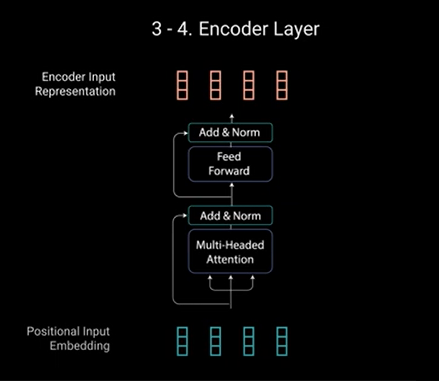 3 - 4. Encoder Layer
Encoder Input
Representation
Add & Norm
Feed
Forward
Add & Norm
Multi-Headed
Attention
Positional Input
Embedding